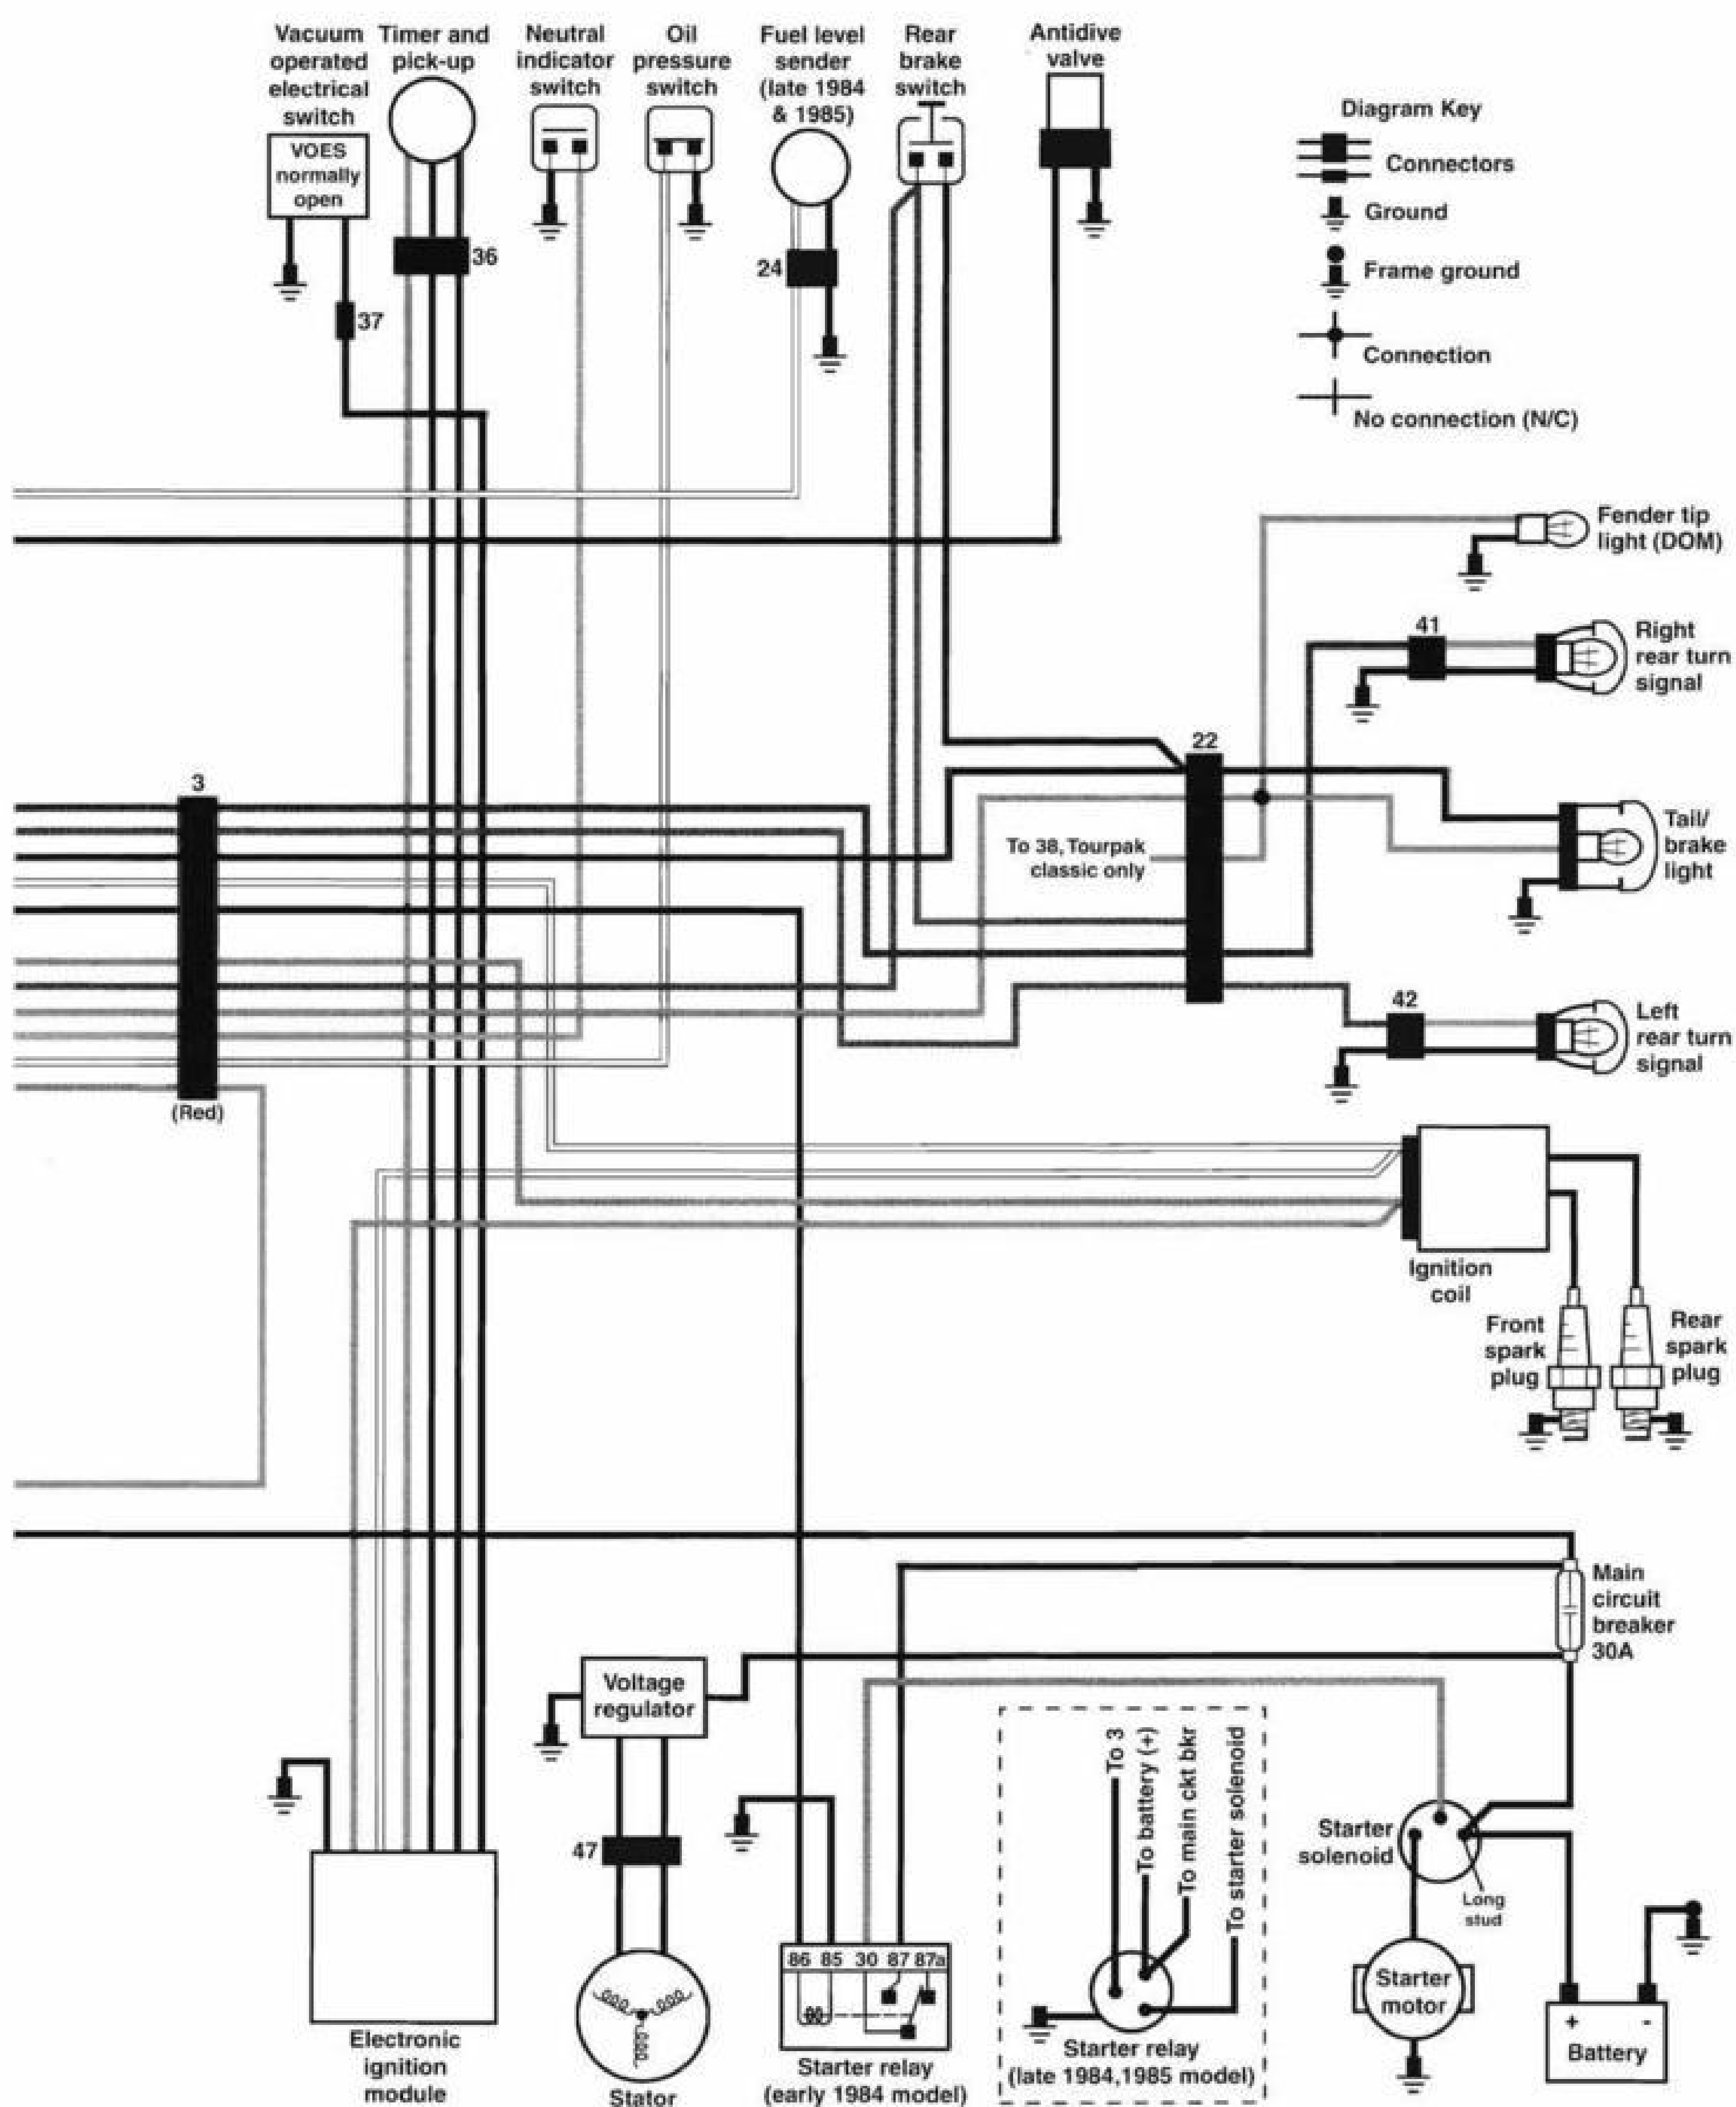 Vacuum
operated
electrical
switch
Timer and
pick-up
Neutral
indicator
switch
Oil
pressure
switch
Fuel level
sender
(late 1984
& 1985)
Rear
brake
switch
Antidive
valve
VOES
normally
open
36
37
24
Diagram Key
Connectors
Ground
Frame ground
Connection
No connection (N/C)
Fender tip
light (DOM)
41
Right
rear turn
signal
22
3
To 38, Tourpak
classic only
Tail/
brake
light
42
Left
rear turn
signal
(Red)
Ignition
coil
Front
spark
plug
Rear
spark
plug
Main
circuit
breaker
30A
Voltage
regulator
47
To 3
To battery (+)
To main ckt bkr
To starter solenoid
Starter
solenoid
Long
stud
86 85 30 87 87a
Starter
motor
+ -
Battery
Electronic
ignition
module
Stator
Starter relay
(early 1984 model)
Starter relay
(late 1984,1985 model)